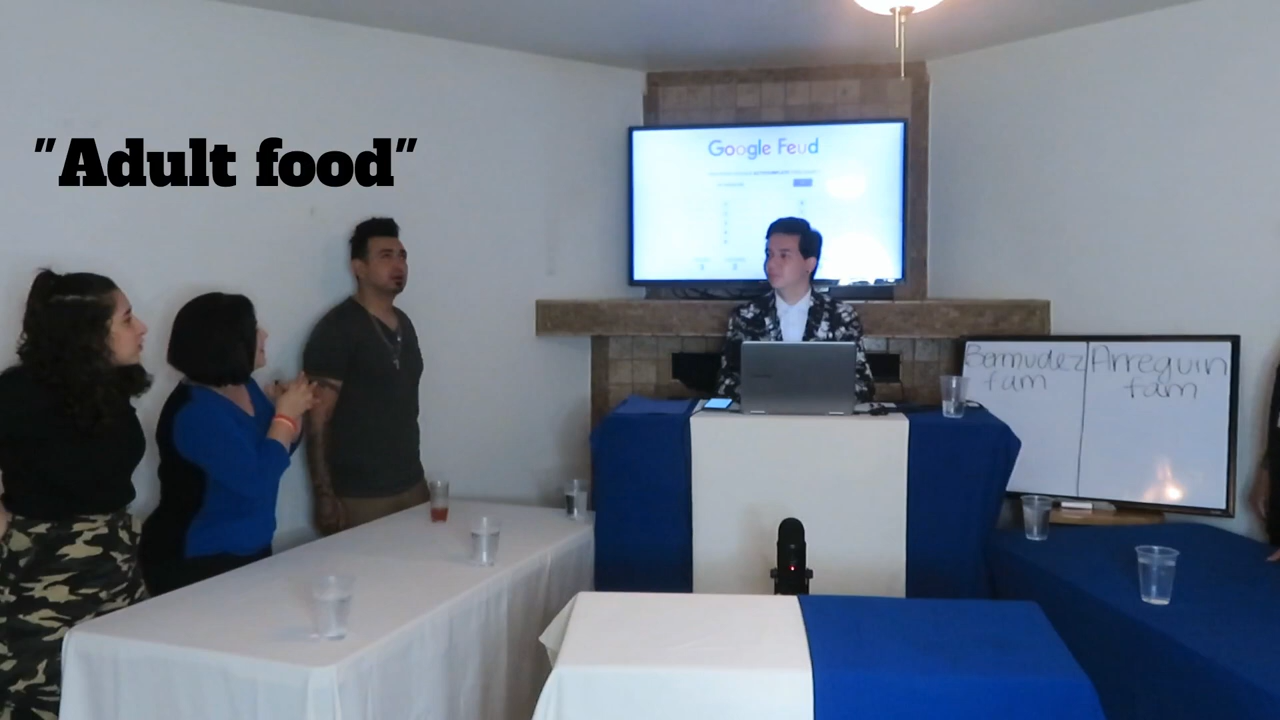 "Adult food"
Google Feud
Bermudez
fam
Arreguin
fam